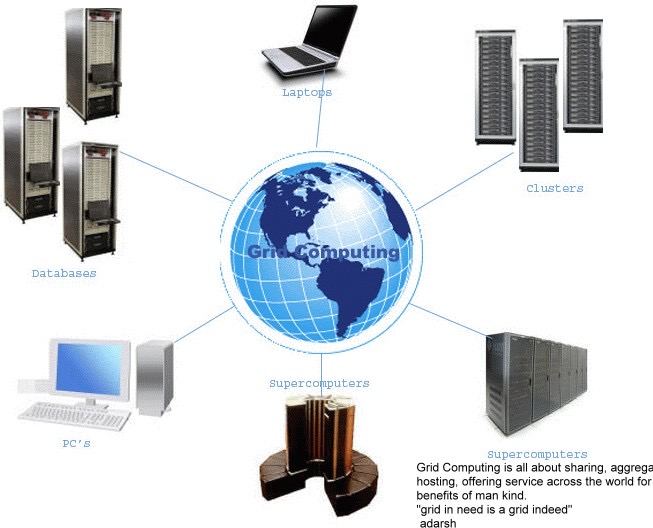 Laptops
Clusters
Databases
Grid Computing
PC's
Supercomputers
Supercomputers
Grid Computing is all about sharing, aggrega
hosting, offering service across the world for
benefits of man kind.
"grid in need is a grid indeed"
adarsh